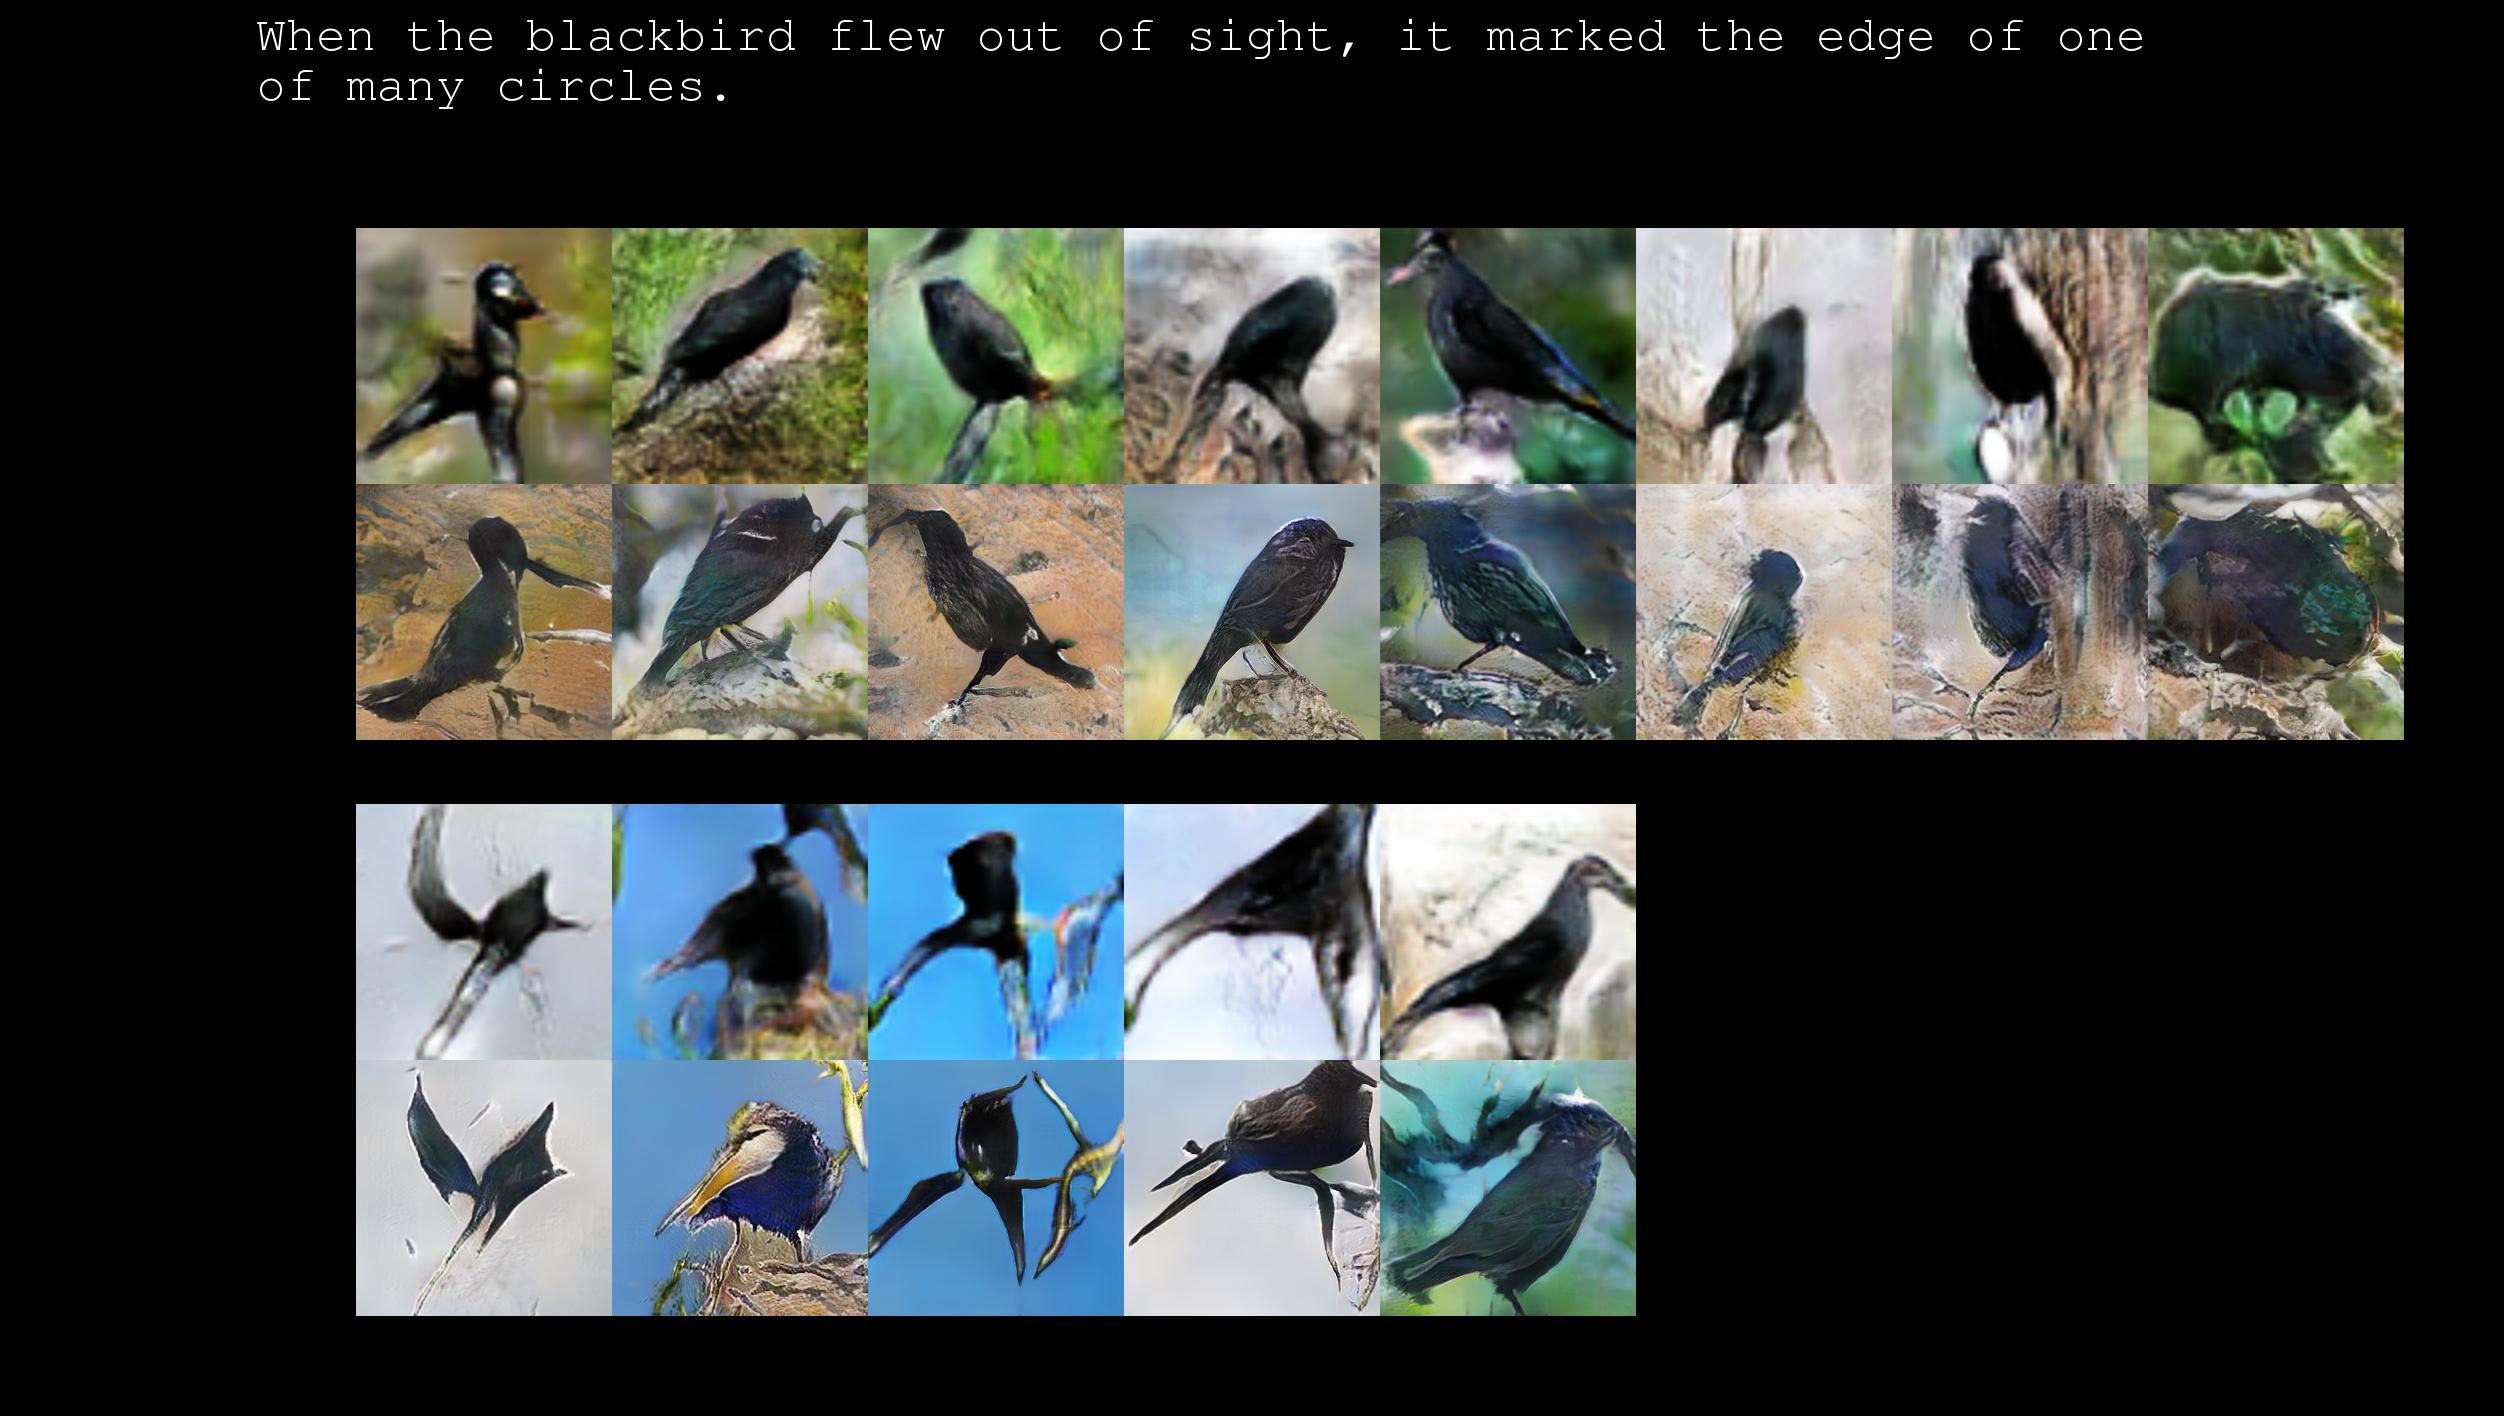 When the blackbird flew out of sight, it marked the edge of one
of many circles.